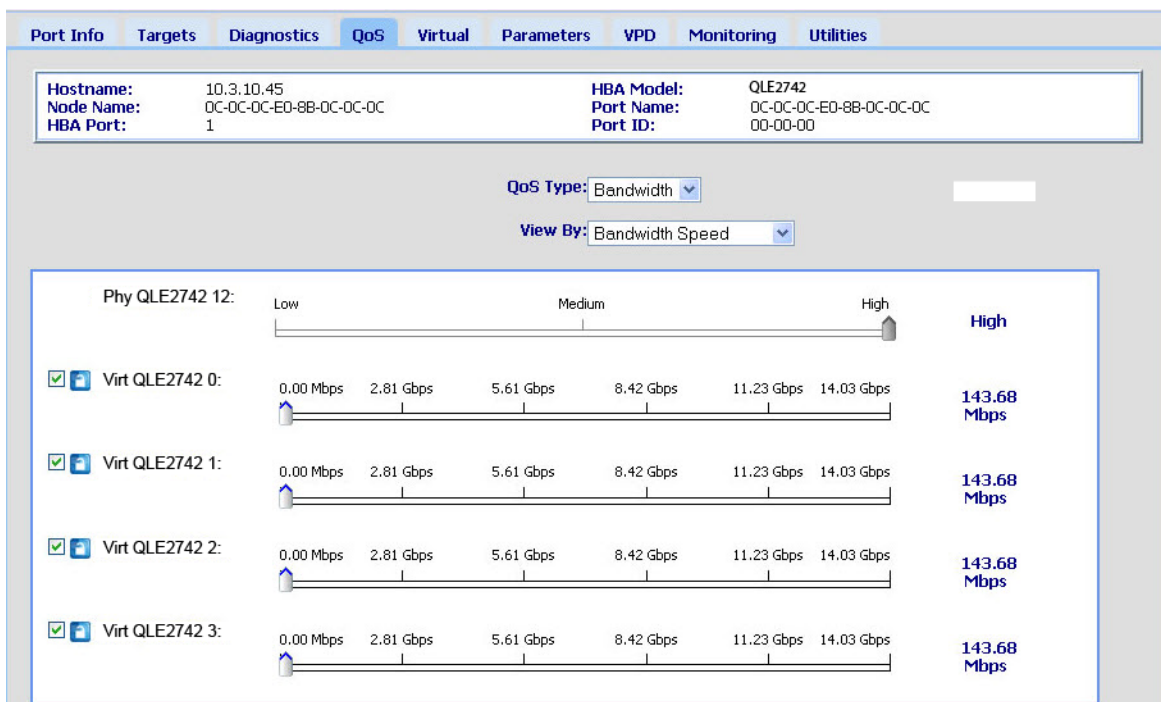 Port Info Targets Diagnostics QoS Virtual Parameters VPD Monitoring Utilities
Hostname: 10.3.10.45 HBA Model: QLE2742
Node Name: 0C-0C-0C-E0-8B-0C-0C-0C Port Name: 0C-0C-0C-E0-8B-0C-0C-0C
HBA Port: 1 Port ID: 00-00-00
QoS Type: Bandwidth
View By: Bandwidth Speed
Phy QLE2742 12: Low Medium High High
Virt QLE2742 0: 0.00 Mbps 2.81 Gbps 5.61 Gbps 8.42 Gbps 11.23 Gbps 14.03 Gbps 143.68
Mbps
Virt QLE2742 1: 0.00 Mbps 2.81 Gbps 5.61 Gbps 8.42 Gbps 11.23 Gbps 14.03 Gbps 143.68
Mbps
Virt QLE2742 2: 0.00 Mbps 2.81 Gbps 5.61 Gbps 8.42 Gbps 11.23 Gbps 14.03 Gbps 143.68
Mbps
Virt QLE2742 3: 0.00 Mbps 2.81 Gbps 5.61 Gbps 8.42 Gbps 11.23 Gbps 14.03 Gbps 143.68
Mbps